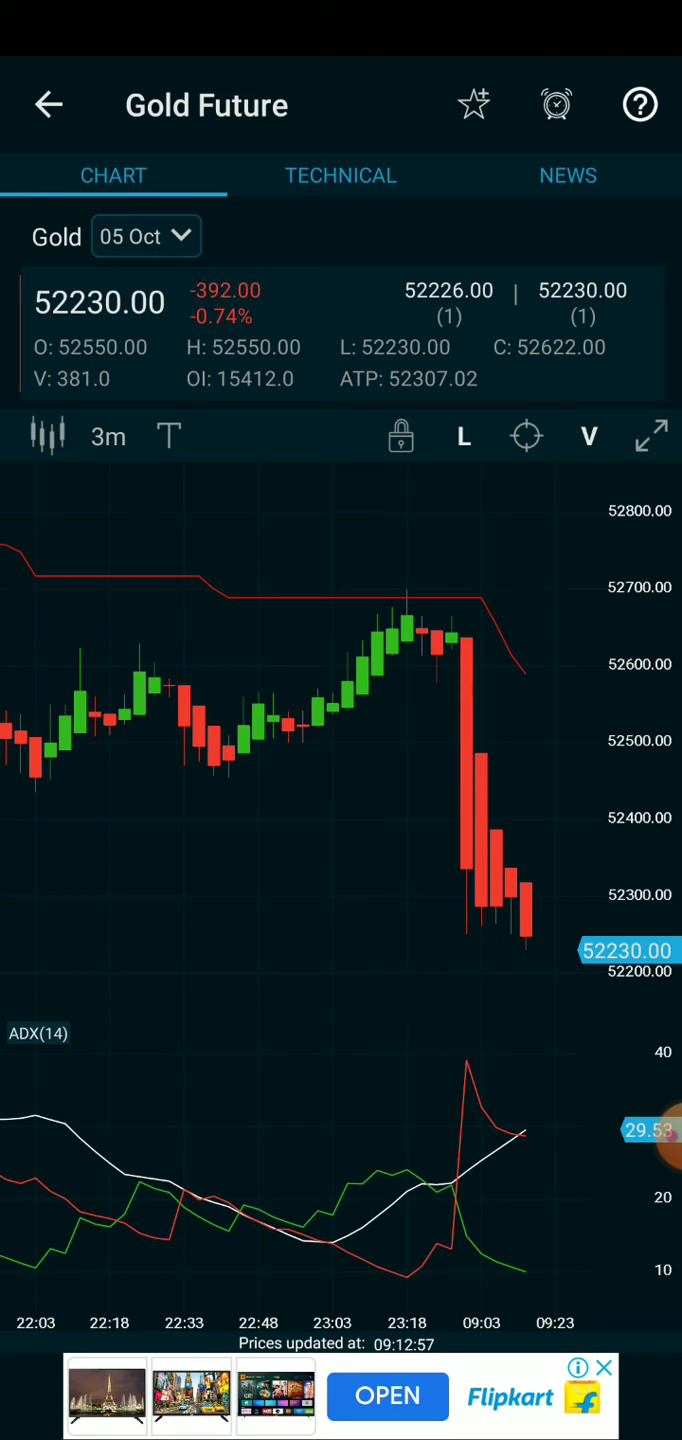 Gold Future
CHART TECHNICAL NEWS
Gold 05 Oct
52230.00 -392.00 -0.74% 52226.00 (1) | 52230.00 (1)
O: 52550.00 H: 52550.00 L: 52230.00 C: 52622.00
V: 381.0 OI: 15412.0 ATP: 52307.02
3m T L V
52800.00
52700.00
52600.00
52500.00
52400.00
52300.00
52230.00
52200.00
ADX(14)
40
29.53
20
10
22:03 22:18 22:33 22:48 23:03 23:18 09:03 09:23
Prices updated at: 09:12:57
OPEN Flipkart